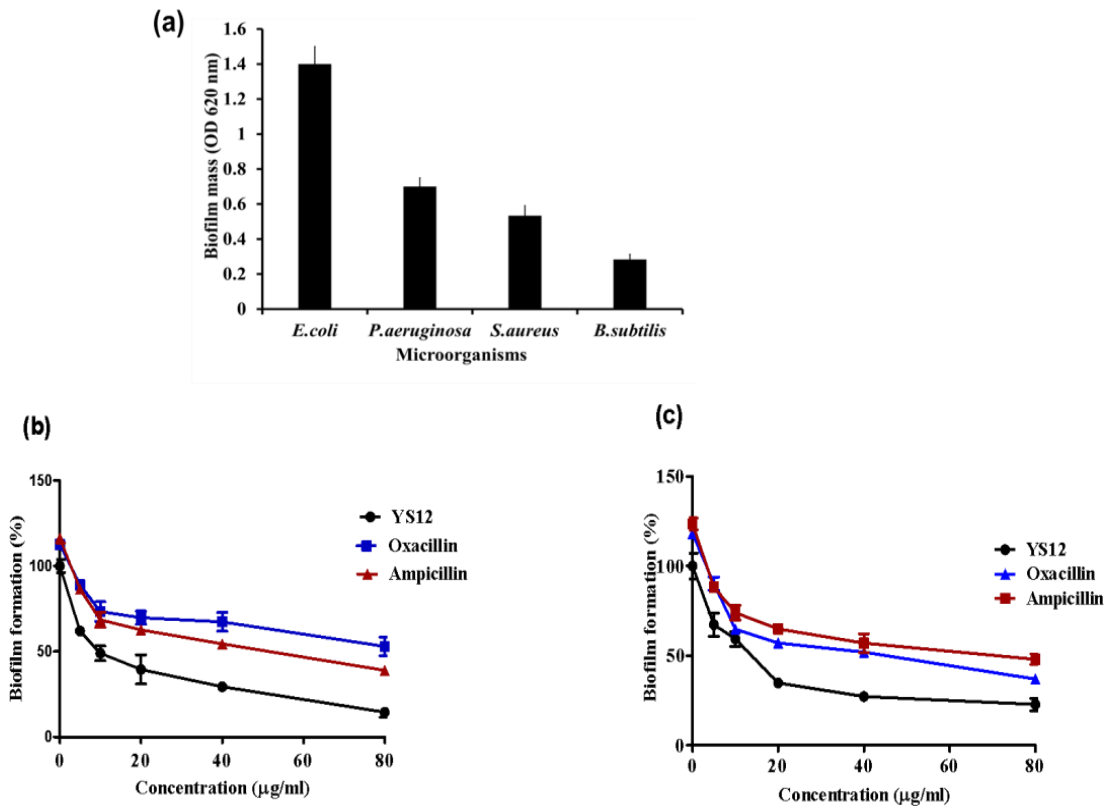 (a)
Biofilm mass (OD 620 nm)
1.6
1.4
1.2
1
0.8
0.6
0.4
0.2
0
E.coli P.aeruginosa S.aureus B.subtilis
Microorganisms
(b)
Biofilm formation (%)
150
100
50
0
0 20 40 60 80
Concentration (µg/ml)
YS12
Oxacillin
Ampicillin
(c)
Biofilm formation (%)
150
100
50
0
0 20 40 60 80
Concentration (µg/ml)
YS12
Oxacillin
Ampicillin